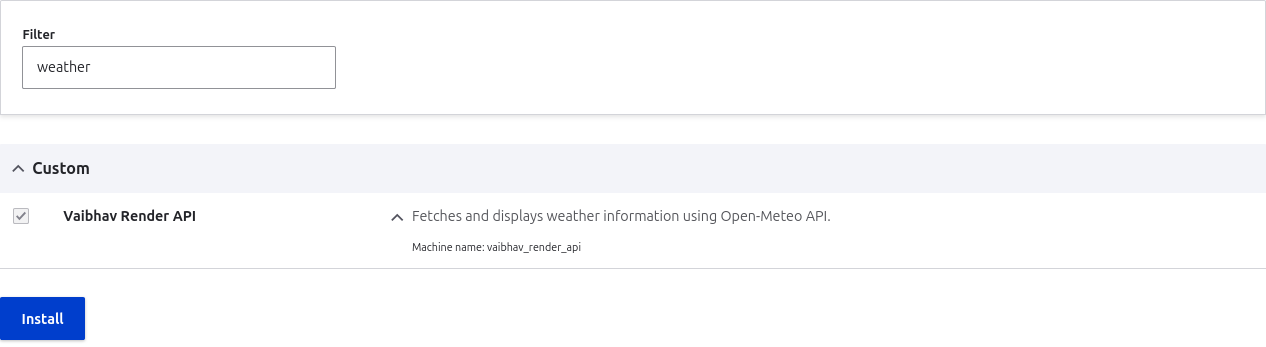 Filter
weather
Custom
Vaibhav Render API
Fetches and displays weather information using Open-Meteo API.
Machine name: vaibhav_render_api
Install